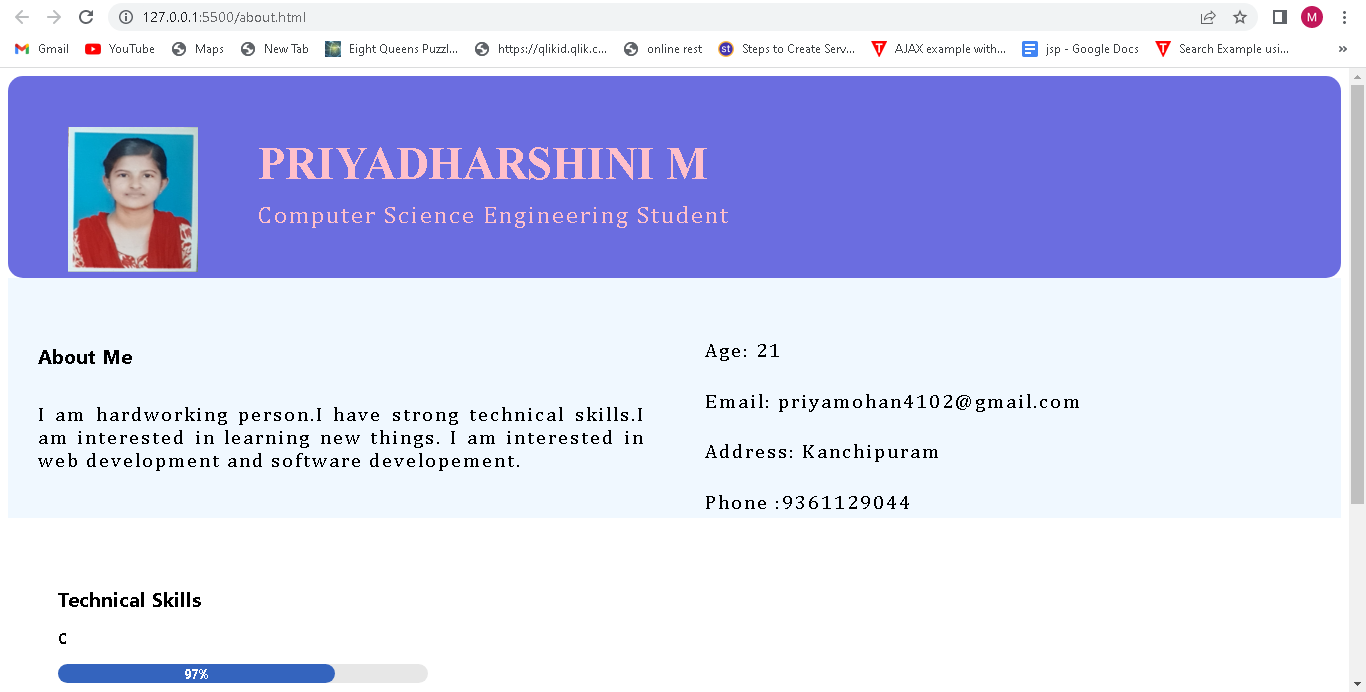 127.0.0.1:5500/about.html
M
Gmail YouTube Maps New Tab Eight Queens Puzzl... https://qlikid.qlik.c... online rest st Steps to Create Serv... T AJAX example with... jsp - Google Docs T Search Example usi... »
PRIYADHARSHINI M
Computer Science Engineering Student
About Me
I am hardworking person.I have strong technical skills.I
am interested in learning new things. I am interested in
web development and software developement.
Age: 21
Email: priyamohan4102@gmail.com
Address: Kanchipuram
Phone :9361129044
Technical Skills
C
97%